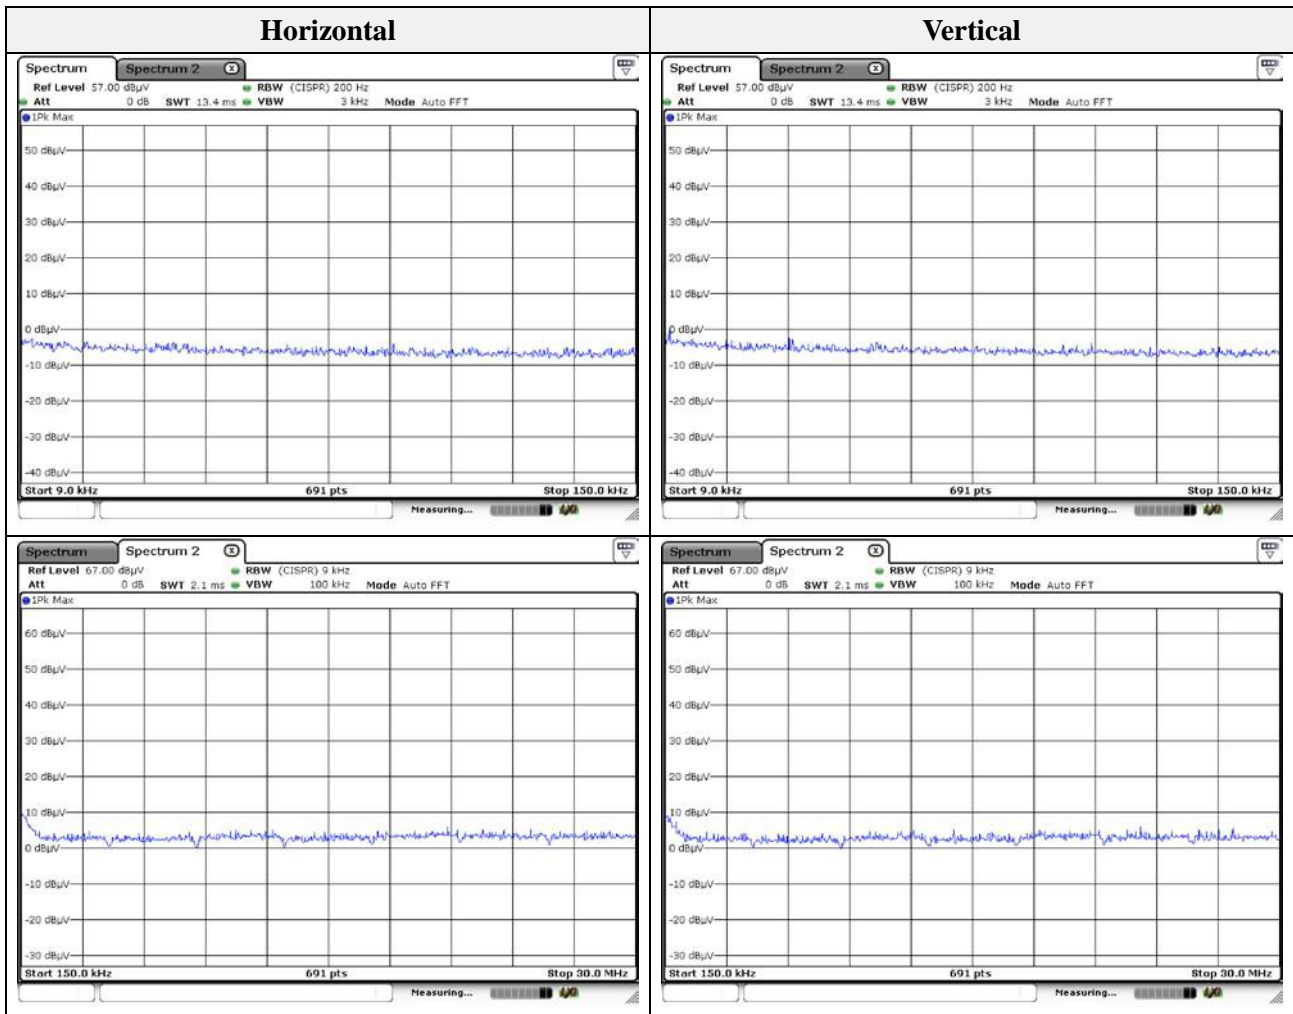 Horizontal Vertical
Spectrum Spectrum 2 X
Ref Level 57.00 dBµV RBW (CISPR) 200 Hz
Att 0 dB SWT 13.4 ms VBW 3 kHz Mode Auto FFT
1Pk Max
50 dBµV
40 dBµV
30 dBµV
20 dBµV
10 dBµV
0 dBµV
-10 dBµV
-20 dBµV
-30 dBµV
-40 dBµV
Start 9.0 kHz 691 pts Stop 150.0 kHz
Measuring...
Spectrum Spectrum 2 X
Ref Level 57.00 dBµV RBW (CISPR) 200 Hz
Att 0 dB SWT 13.4 ms VBW 3 kHz Mode Auto FFT
1Pk Max
50 dBµV
40 dBµV
30 dBµV
20 dBµV
10 dBµV
0 dBµV
-10 dBµV
-20 dBµV
-30 dBµV
-40 dBµV
Start 9.0 kHz 691 pts Stop 150.0 kHz
Measuring...
Spectrum Spectrum 2 X
Ref Level 67.00 dBµV RBW (CISPR) 9 kHz
Att 0 dB SWT 2.1 ms VBW 100 kHz Mode Auto FFT
1Pk Max
60 dBµV
50 dBµV
40 dBµV
30 dBµV
20 dBµV
10 dBµV
0 dBµV
-10 dBµV
-20 dBµV
-30 dBµV
Start 150.0 kHz 691 pts Stop 30.0 MHz
Measuring...
Spectrum Spectrum 2 X
Ref Level 67.00 dBµV RBW (CISPR) 9 kHz
Att 0 dB SWT 2.1 ms VBW 100 kHz Mode Auto FFT
1Pk Max
60 dBµV
50 dBµV
40 dBµV
30 dBµV
20 dBµV
10 dBµV
0 dBµV
-10 dBµV
-20 dBµV
-30 dBµV
Start 150.0 kHz 691 pts Stop 30.0 MHz
Measuring...